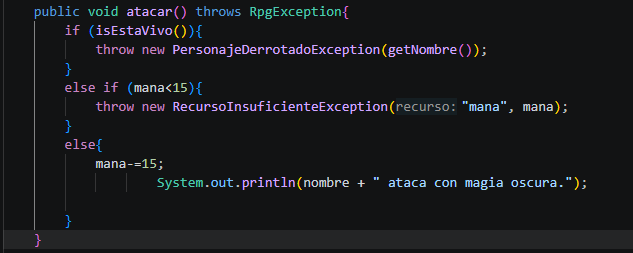 public void atacar() throws RpgException{
if (isEstaVivo()){
throw new PersonajeDerrotadoException(getNombre());
}
else if (mana<15){
throw new RecursoInsuficienteException(recurso: "mana", mana);
}
else{
mana-=15;
System.out.println(nombre + " ataca con magia oscura.");
}
}